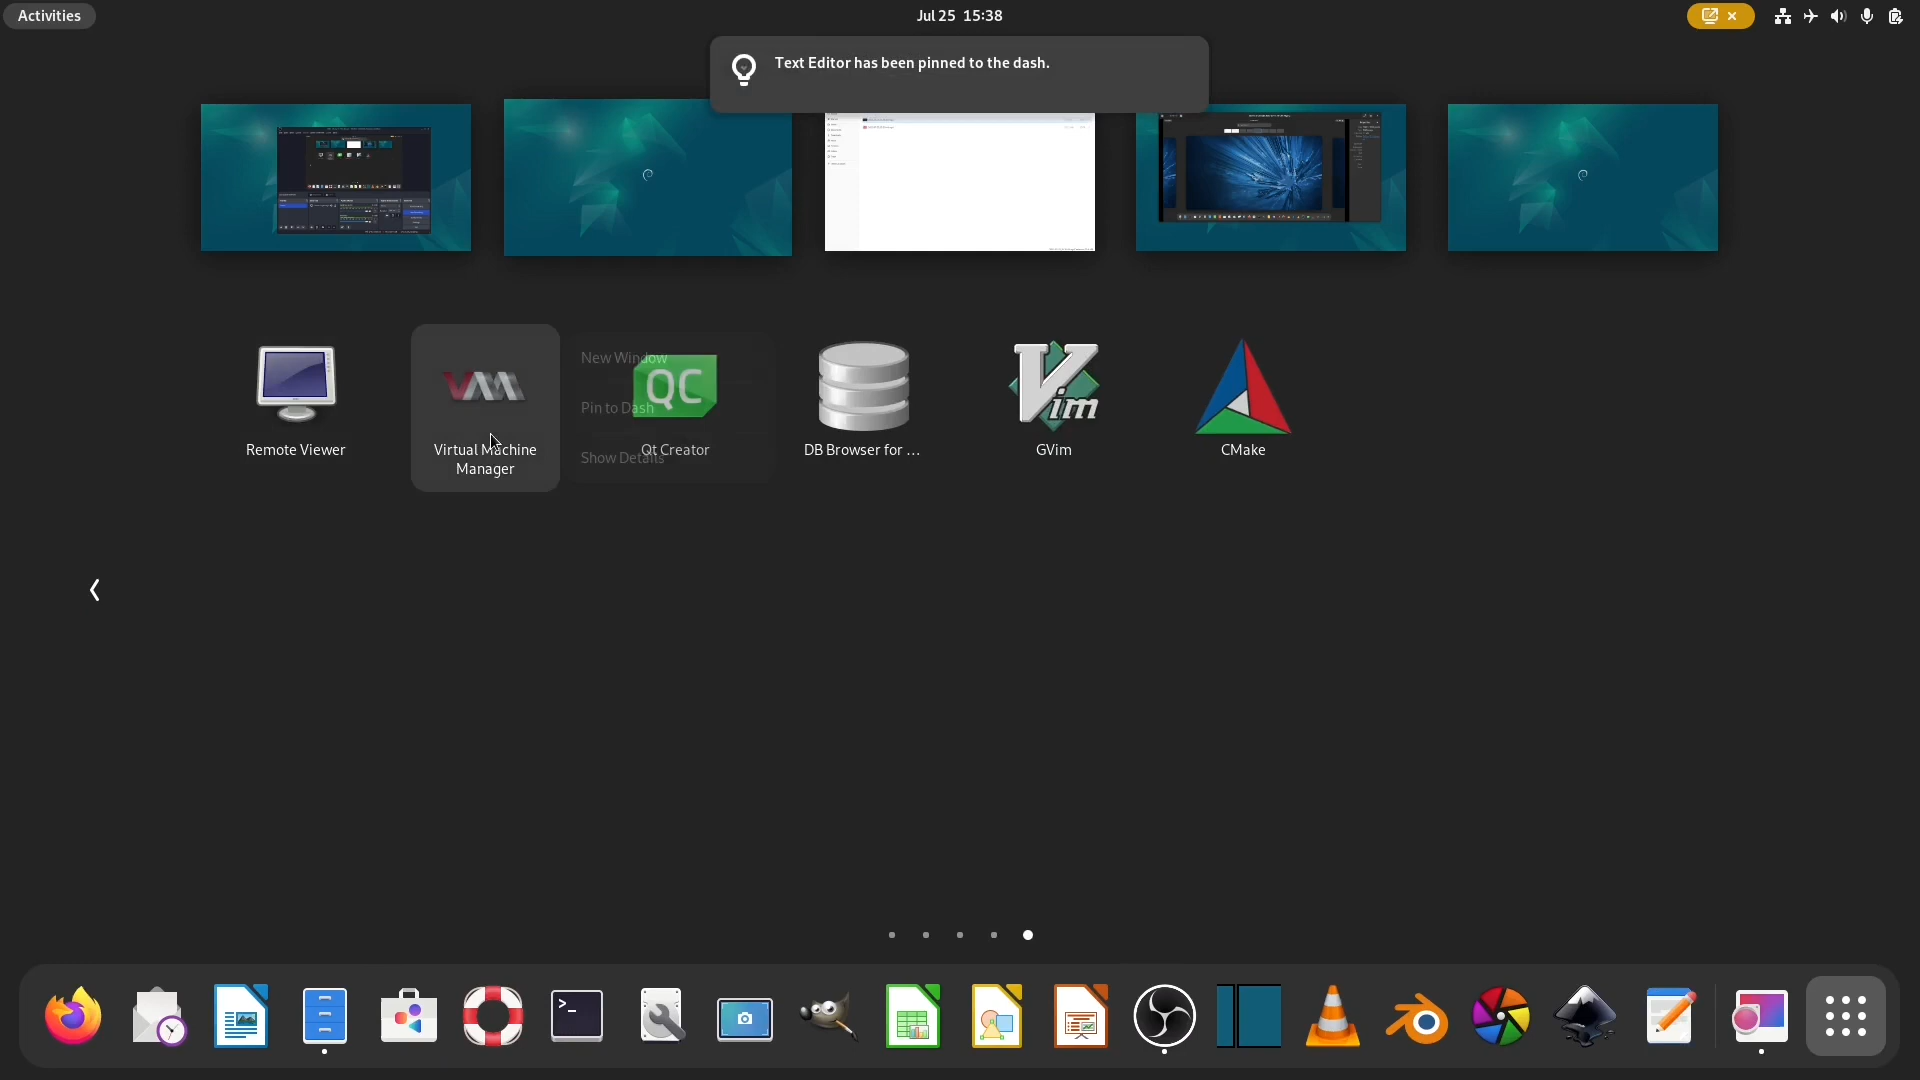 Activities
Jul 25 15:38
Text Editor has been pinned to the dash.
New Window
Pin to Dash
Show Details
Remote Viewer
Virtual Machine
Manager
QC
Qt Creator
DB Browser for ...
Vim
GVim
CMake
>_